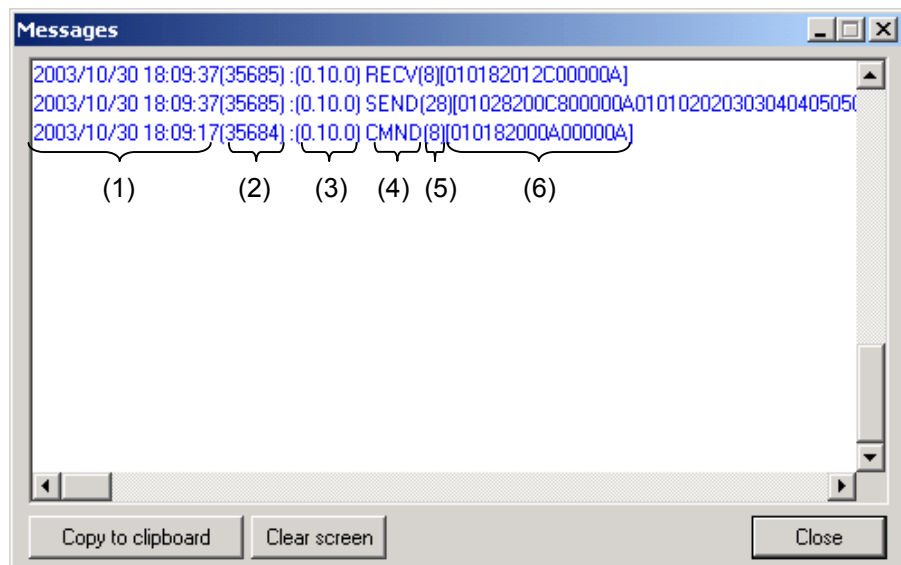 Messages
2003/10/30 18:09:37(35685) :(0.10.0) RECV(8)[010182012C00000A]
2003/10/30 18:09:37(35685) :(0.10.0) SEND(28)[01028200C800000A010102020303040405050
2003/10/30 18:09:17(35684) :(0.10.0) CMND(8)[010182000A00000A]
(1) (2) (3) (4) (5) (6)
Copy to clipboard Clear screen Close